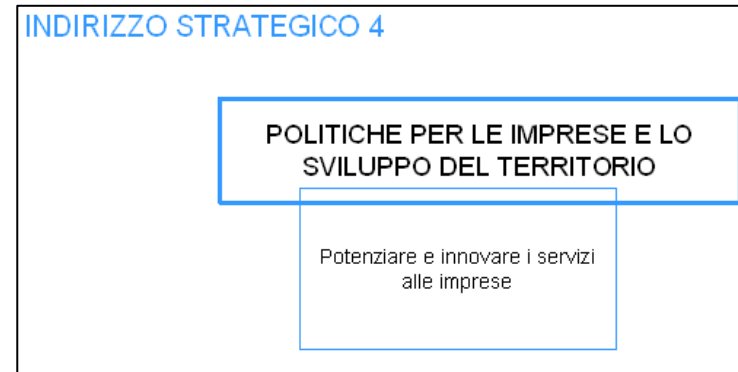 INDIRIZZO STRATEGICO 4
POLITICHE PER LE IMPRESE E LO
SVILUPPO DEL TERRITORIO
Potenziare e innovare i servizi
alle imprese